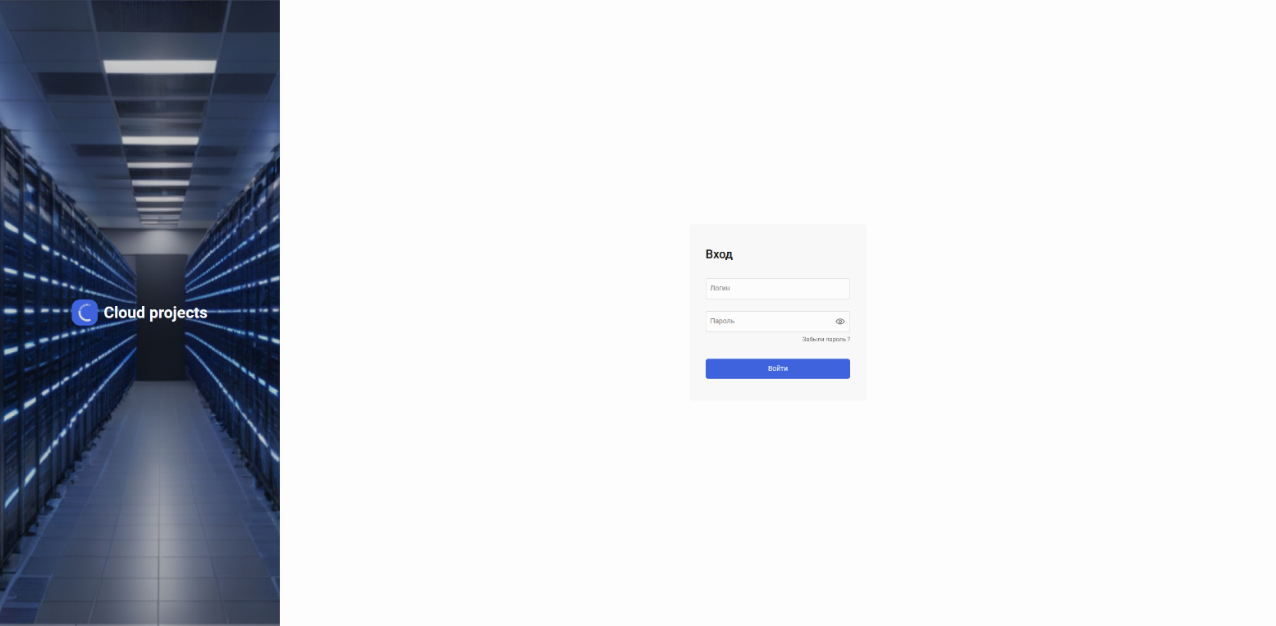 Cloud projects
Вход
Логин
Пароль
Забыли пароль ?
Войти